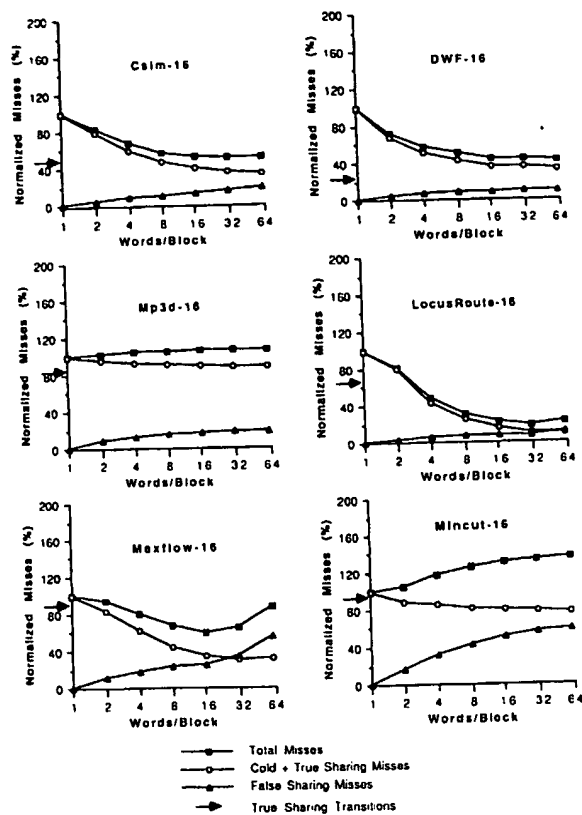 Csim-16
Normalized Misses (%)
200
160
120
80
40
0
1 2 4 8 16 32 64
Words/Block
DWF-16
Normalized Misses (%)
200
160
120
80
40
0
1 2 4 8 16 32 64
Words/Block
Mp3d-16
Normalized Misses (%)
200
160
120
80
40
0
1 2 4 8 16 32 64
Words/Block
LocusRoute-16
Normalized Misses (%)
200
160
120
80
40
0
1 2 4 8 16 32 64
Words/Block
Maxflow-16
Normalized Misses (%)
200
160
120
80
40
0
1 2 4 8 16 32 64
Words/Block
Mincut-16
Normalized Misses (%)
200
160
120
80
40
0
1 2 4 8 16 32 64
Words/Block
Total Misses
Cold + True Sharing Misses
False Sharing Misses
True Sharing Transitions